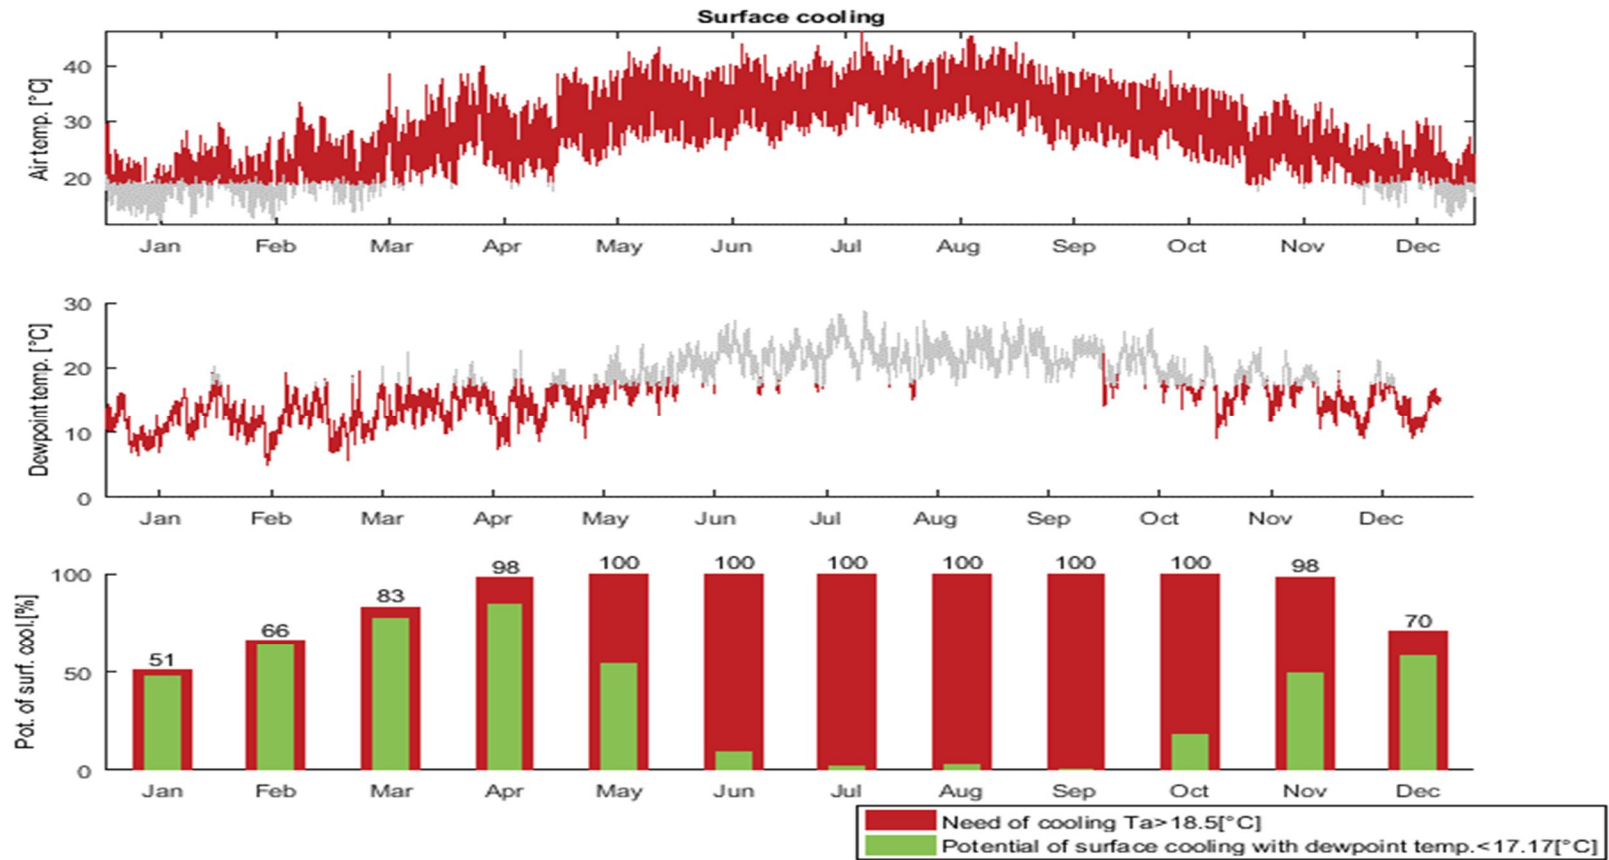 Surface cooling
Air temp. [°C]
40
30
20
Jan Feb Mar Apr May Jun Jul Aug Sep Oct Nov Dec
Dewpoint temp. [°C]
30
20
10
0
Jan Feb Mar Apr May Jun Jul Aug Sep Oct Nov Dec
Pot. of surf. cool.[%]
100
50
0
51 66 83 98 100 100 100 100 100 100 98 70
Jan Feb Mar Apr May Jun Jul Aug Sep Oct Nov Dec
Need of cooling Ta>18.5[°C]
Potential of surface cooling with dewpoint temp.<17.17[°C]